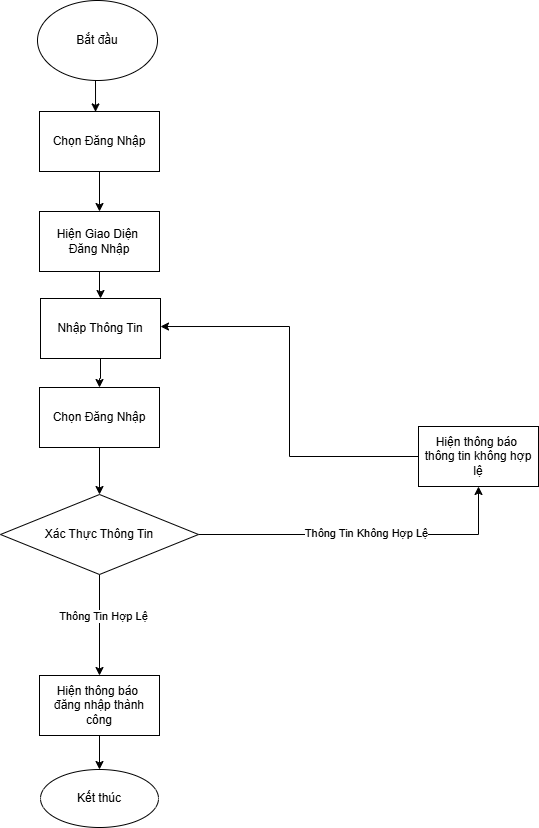 Bắt đầu
Chọn Đăng Nhập
Hiện Giao Diện
Đăng Nhập
Nhập Thông Tin
Chọn Đăng Nhập
Hiện thông báo
thông tin không hợp
lệ
Xác Thực Thông Tin
Thông Tin Không Hợp Lệ
Thông Tin Hợp Lệ
Hiện thông báo
đăng nhập thành
công
Kết thúc